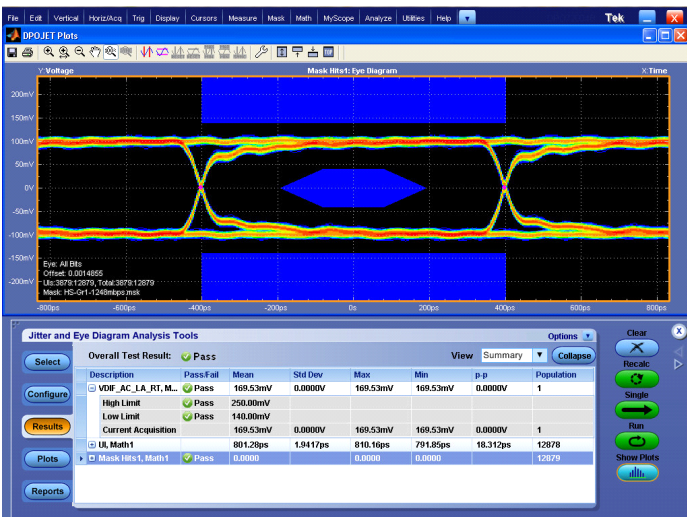 File Edit Vertical Horiz/Acq Trig Display Cursors Measure Mask Math MyScope Analyze Utilities Help Tek
DPOJET Plots
Y:Voltage Mask Hits1: Eye Diagram X:Time
200mV
150mV
100mV
50mV
0V
-50mV
-100mV
-150mV
-200mV
Eye: All Bits
Offset: 0.0014855
UIs:3879:12879, Total:3879:12879
Mask: HS-Gr1-1248mbps.msk
-800ps -600ps -400ps -200ps 0s 200ps 400ps 600ps 800ps
Jitter and Eye Diagram Analysis Tools Options Clear X
Select Overall Test Result: Pass View Summary Collapse
Recalc
Description Pass/Fail Mean Std Dev Max Min p-p Population
VDIF_AC_LA_RT, M... Pass 169.53mV 0.0000V 169.53mV 169.53mV 0.0000V 1
Configure High Limit Pass 250.00mV Single
Low Limit Pass 140.00mV
Results Current Acquisition 169.53mV 0.0000V 169.53mV 169.53mV 0.0000V 1 Run
UI, Math1 801.28ps 1.9417ps 810.16ps 791.85ps 18.312ps 12878
Plots Mask Hits1, Math1 Pass 0.0000 0.0000 0.0000 12879 Show Plots
Reports